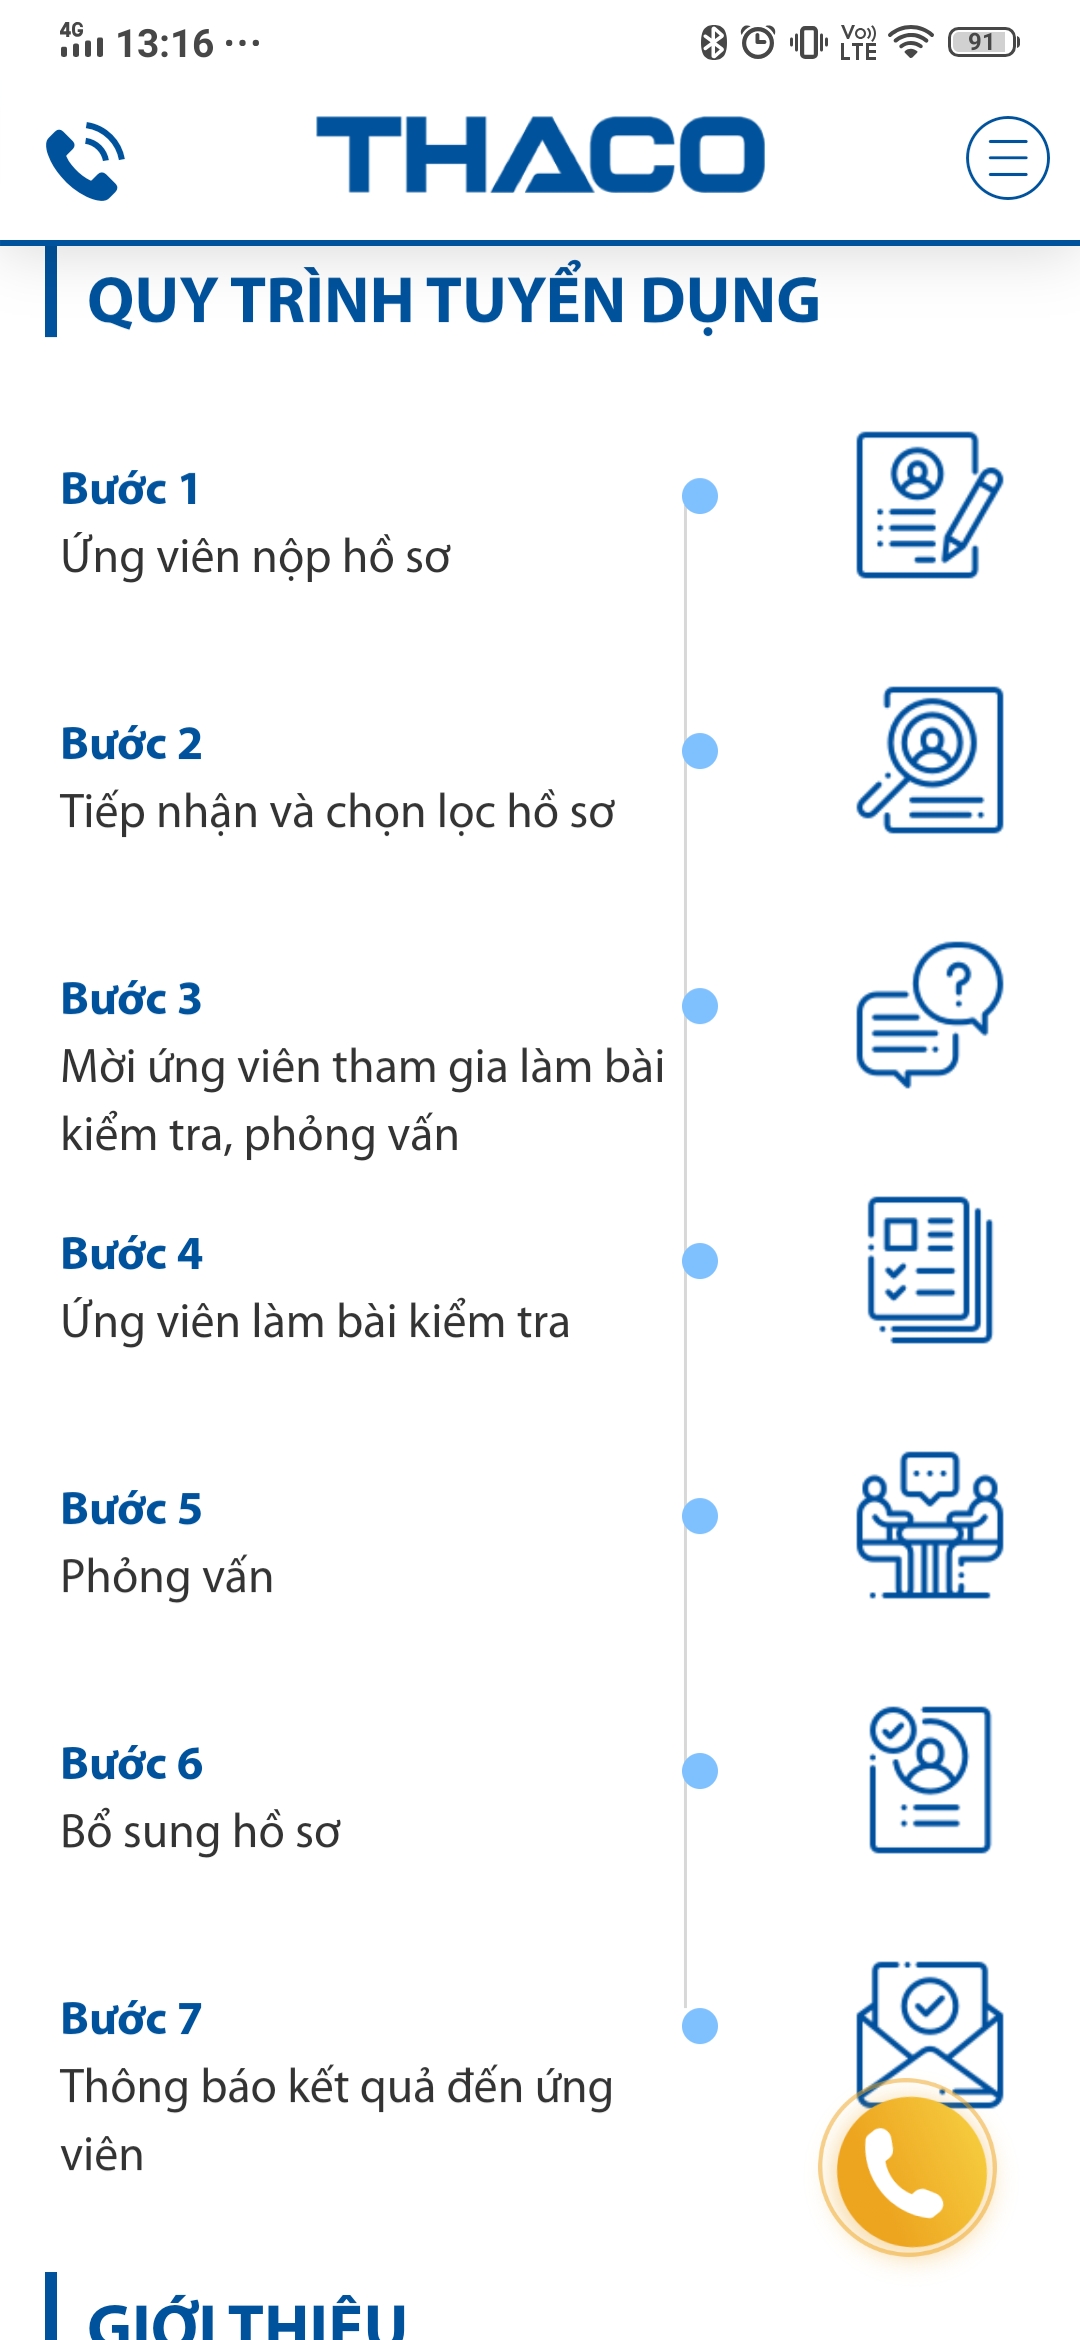 4G 13:16 ... Vo)) LTE 91
THACO
QUY TRÌNH TUYỂN DỤNG
Bước 1
Ứng viên nộp hồ sơ
Bước 2
Tiếp nhận và chọn lọc hồ sơ
Bước 3
Mời ứng viên tham gia làm bài
kiểm tra, phỏng vấn
Bước 4
Ứng viên làm bài kiểm tra
Bước 5
Phỏng vấn
Bước 6
Bổ sung hồ sơ
Bước 7
Thông báo kết quả đến ứng
viên
GIỚI THIỆU